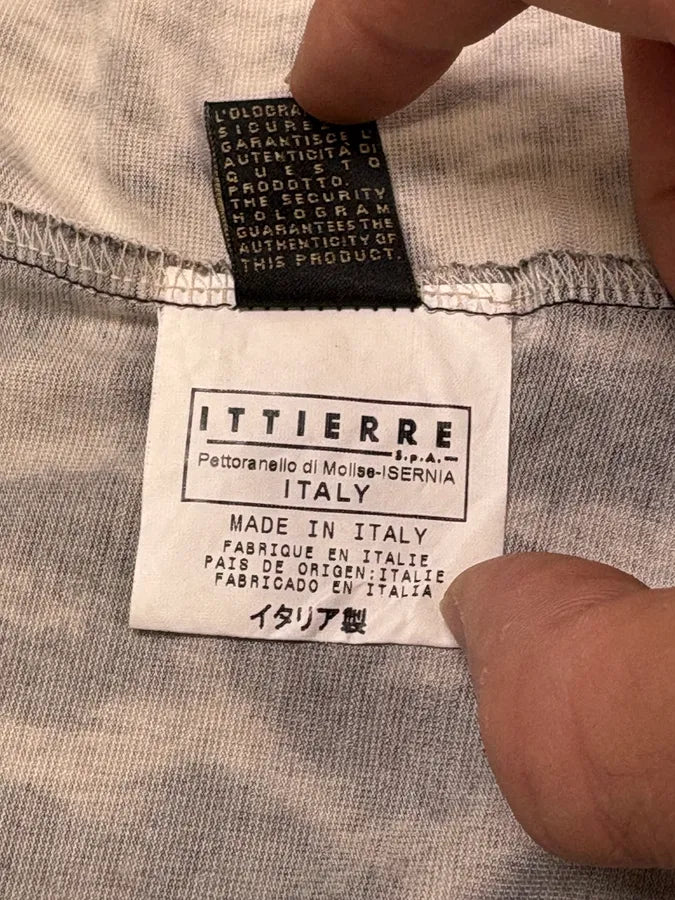 L'OLOGRA
SICURE
GARANTISCE L'
AUTENTICITÀ DI
QUESTO
PRODOTTO.
THE SECURITY
HOLOGRAM
GUARANTEES THE
AUTHENTICITY OF
THIS PRODUCT.
ITTIERRE
S.p.A.
Pettoranello di Molise-ISERNIA
ITALY
MADE IN ITALY
FABRIQUE EN ITALIE
PAIS DE ORIGEN:ITALIE
FABRICADO EN ITALIA
イタリア製